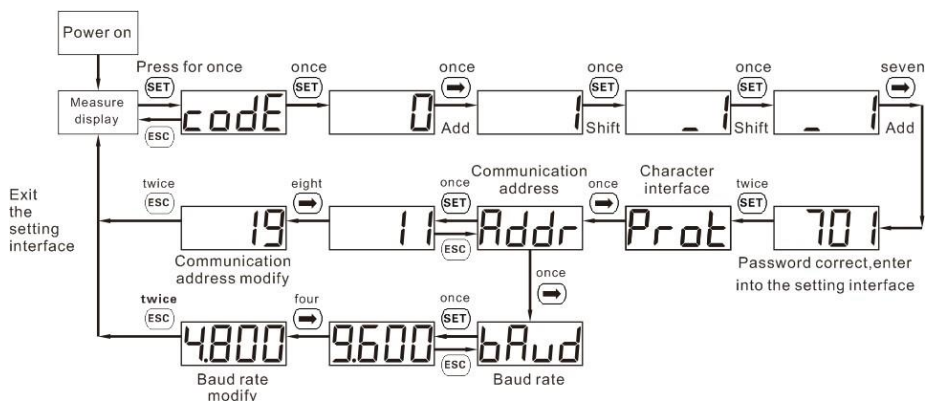 Power on
Press for once
SET
once
SET
once
once
SET
once
SET
seven
Measure
display
ESC
codE
0
Add
1
Shift
_1
Shift
_ 1
Add
Exit
the
setting
interface
twice
ESC
eight
once
SET
Communication
address
once
Character
interface
twice
SET
19
11
ESC
Addr
Prot
701
Communication
address modify
Password correct,enter
into the setting interface
once
twice
ESC
four
once
SET
4.800
9.600
ESC
bAud
Baud rate
modify
Baud rate